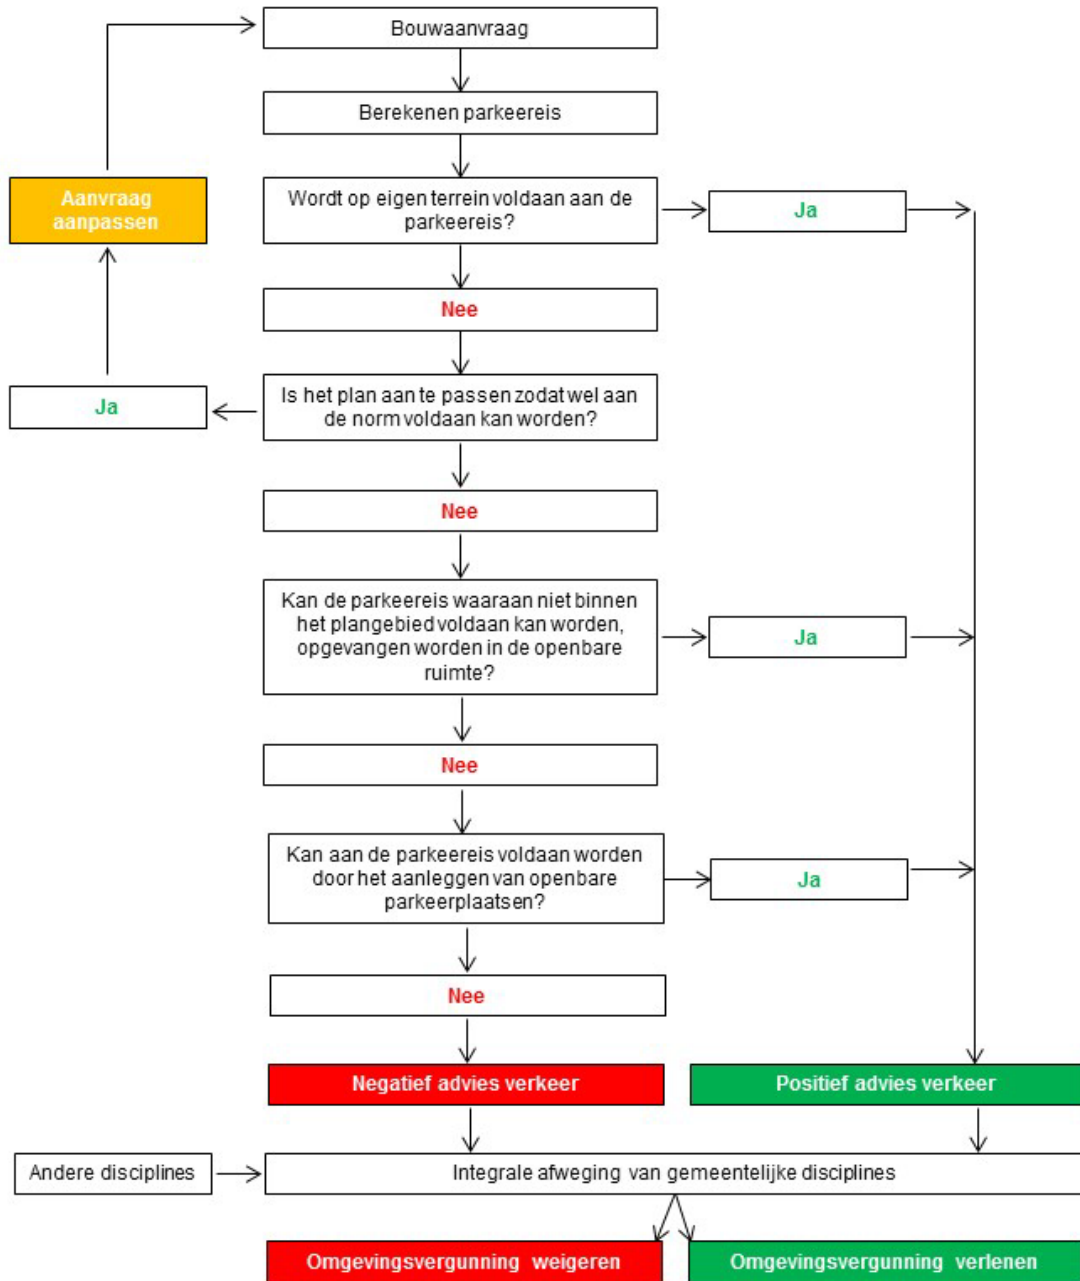 Bouwaanvraag
Berekenen parkeereis
Aanvraag
aanpassen
Wordt op eigen terrein voldaan aan de
parkeereis?
Ja
Nee
Ja
Is het plan aan te passen zodat wel aan
de norm voldaan kan worden?
Nee
Kan de parkeereis waaraan niet binnen
het plangebied voldaan kan worden,
opgevangen worden in de openbare
ruimte?
Ja
Nee
Kan aan de parkeereis voldaan worden
door het aanleggen van openbare
parkeerplaatsen?
Ja
Nee
Negatief advies verkeer
Positief advies verkeer
Andere disciplines
Integrale afweging van gemeentelijke disciplines
Omgevingsvergunning weigeren
Omgevingsvergunning verlenen